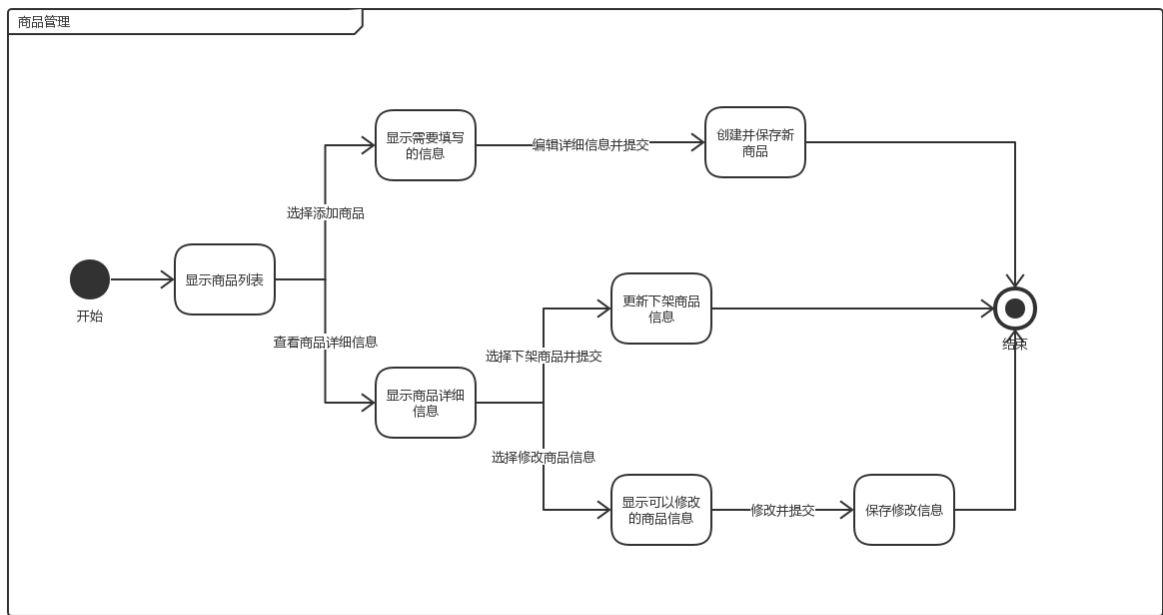 商品管理
显示需要填写
的信息
编辑详细信息并提交
创建并保存新
商品
选择添加商品
开始
显示商品列表
查看商品详细信息
显示商品详细
信息
选择下架商品并提交
更新下架商品
信息
结束
选择修改商品信息
显示可以修改
的商品信息
修改并提交
保存修改信息